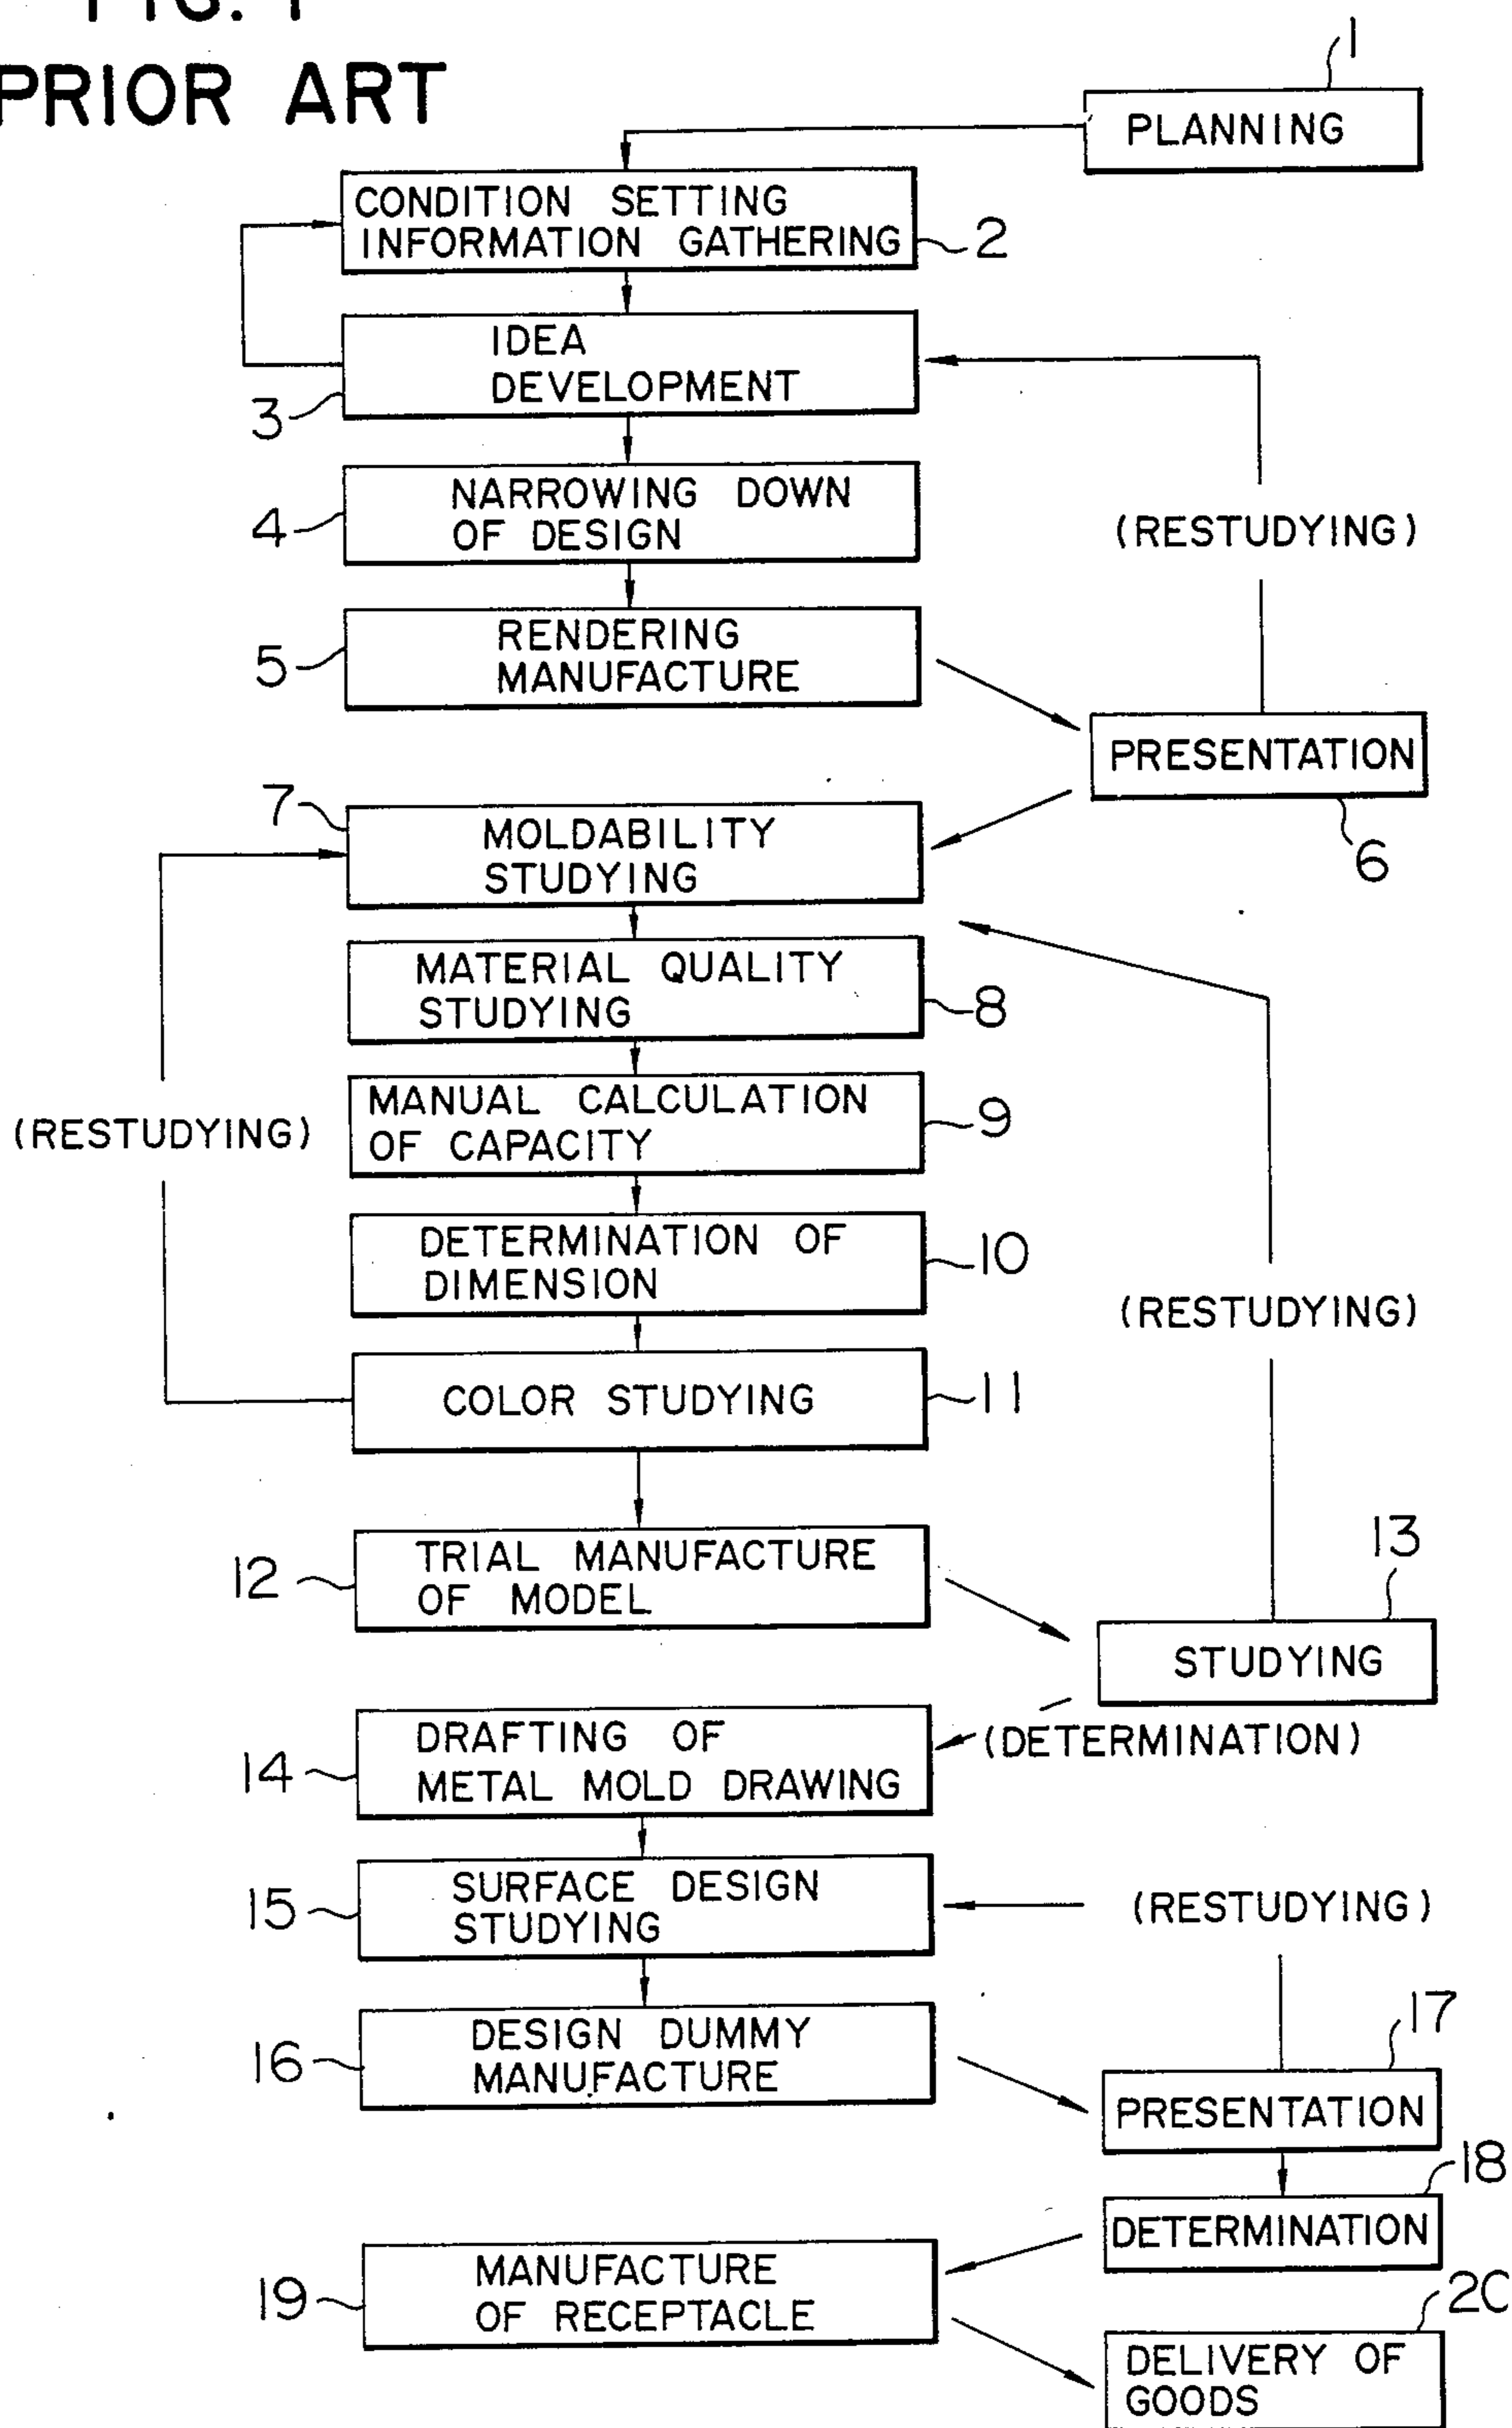 FIG. 1
PRIOR ART
1
PLANNING
CONDITION SETTING
INFORMATION GATHERING
2
IDEA
DEVELOPMENT
3
NARROWING DOWN
OF DESIGN
4
(RESTUDYING)
RENDERING
MANUFACTURE
5
PRESENTATION
6
7
MOLDABILITY
STUDYING
MATERIAL QUALITY
STUDYING
8
MANUAL CALCULATION
OF CAPACITY
9
(RESTUDYING)
DETERMINATION OF
DIMENSION
10
(RESTUDYING)
COLOR STUDYING
11
TRIAL MANUFACTURE
OF MODEL
12
13
STUDYING
DRAFTING OF
METAL MOLD DRAWING
14
(DETERMINATION)
SURFACE DESIGN
STUDYING
15
(RESTUDYING)
DESIGN DUMMY
MANUFACTURE
16
17
PRESENTATION
18
DETERMINATION
MANUFACTURE
OF RECEPTACLE
19
20
DELIVERY OF
GOODS